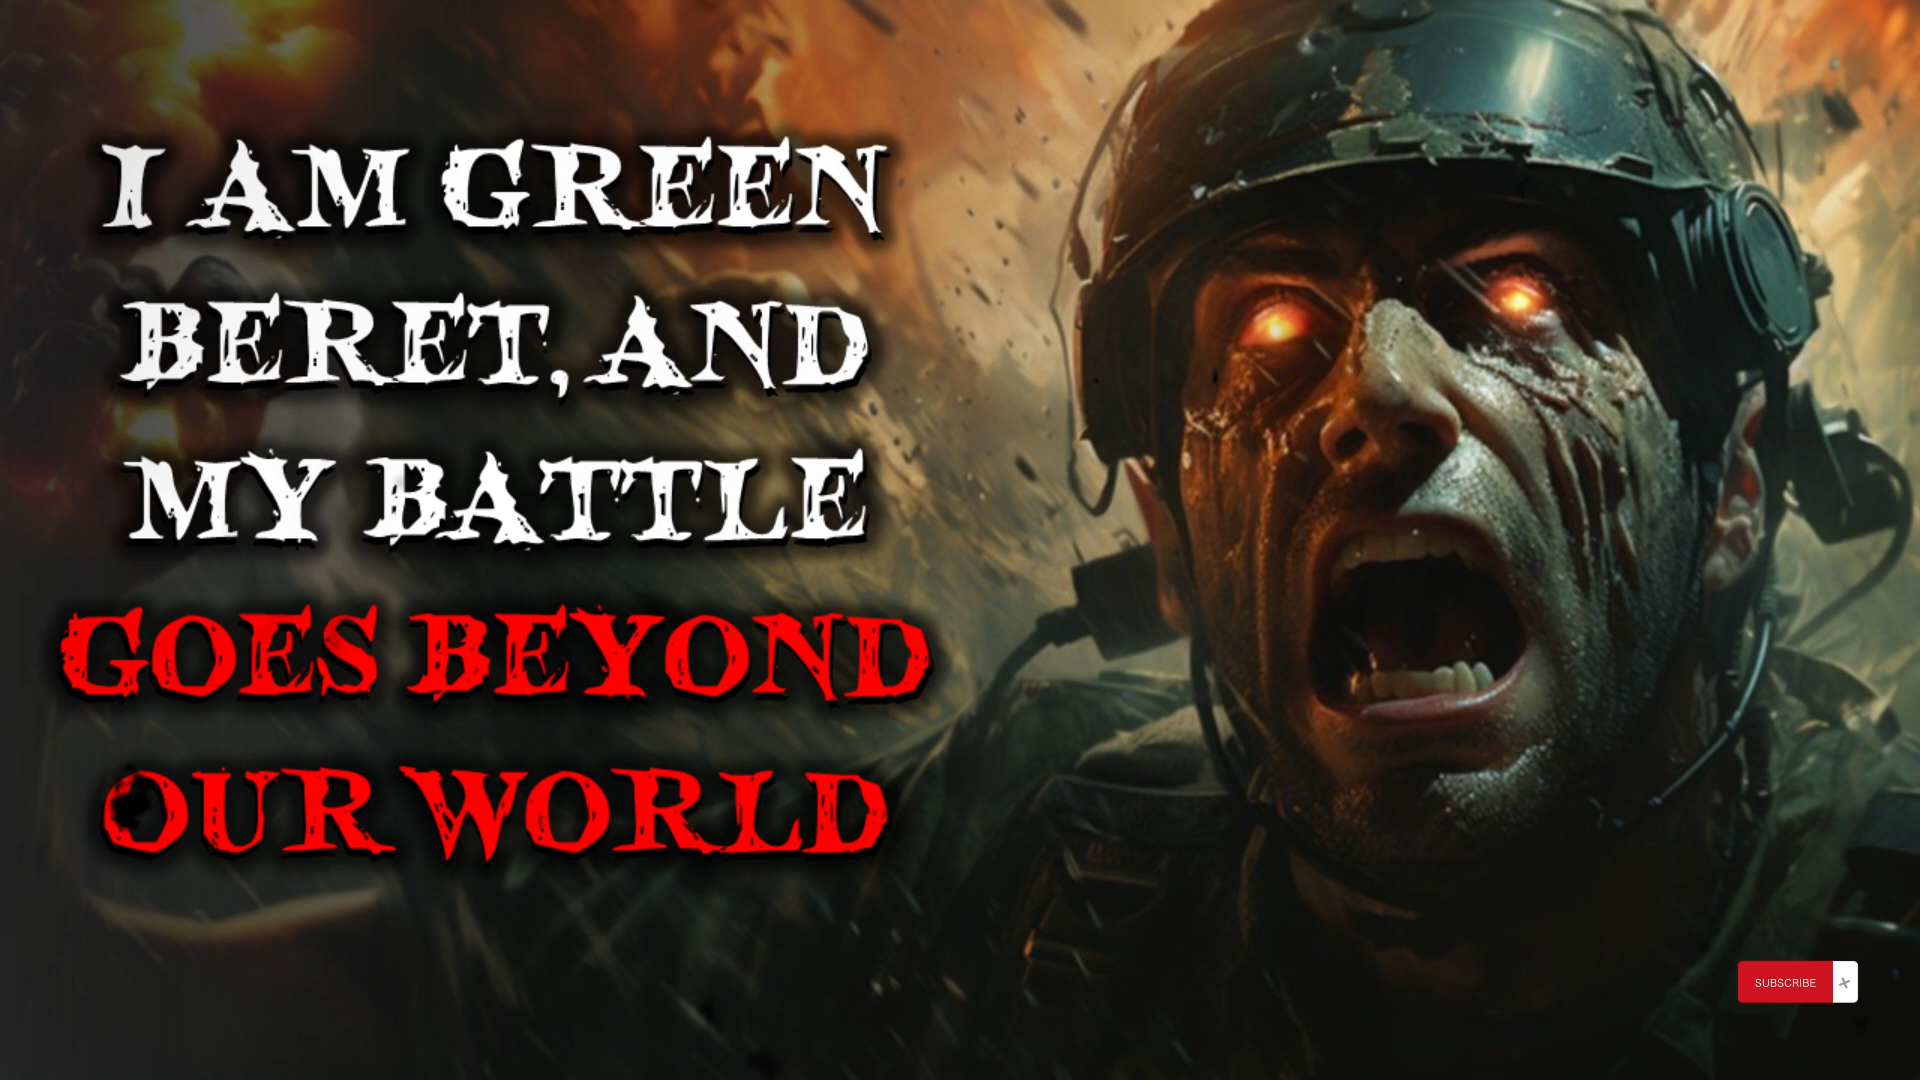 I AM GREEN
BERET, AND
MY BATTLE
GOES BEYOND
OUR WORLD
SUBSCRIBE